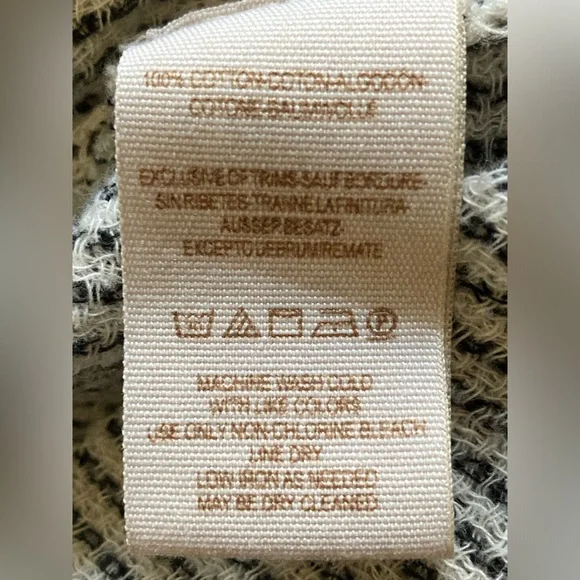 100% COTTON-COTON-ALGODÓN-
COTONE-BAUMWOLLE
EXCLUSIVE OF TRIMS-SAUF BORDURE-
SIN RIBETES-TRANNE LA FINITURA-
AUSSER BESATZ-
EXCEPTO DEBRUM/REMATE
MACHINE WASH COLD
WITH LIKE COLORS
USE ONLY NON-CHLORINE BLEACH
LINE DRY
LOW IRON AS NEEDED
MAY BE DRY CLEANED